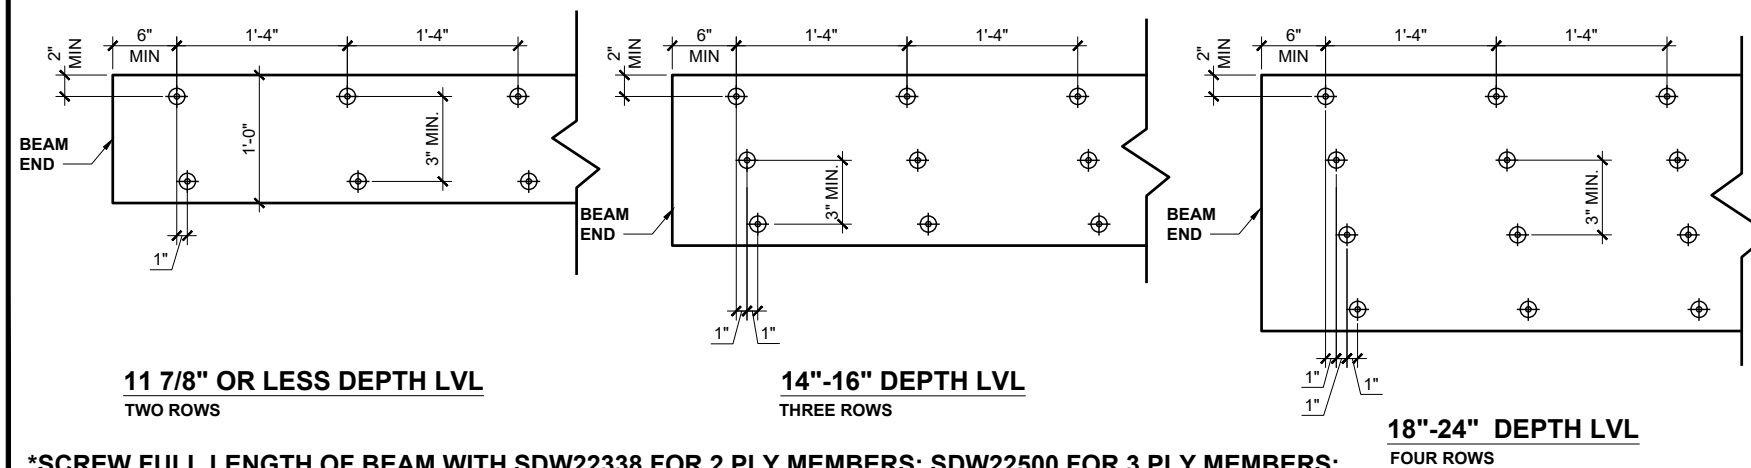 6" MIN
1'-4"
1'-4"
2" MIN
BEAM END
1'-0"
3" MIN.
1"
11 7/8" OR LESS DEPTH LVL
TWO ROWS
6" MIN
1'-4"
1'-4"
2" MIN
BEAM END
3" MIN.
1"
1"
14"-16" DEPTH LVL
THREE ROWS
6" MIN
1'-4"
1'-4"
2" MIN
BEAM END
3" MIN.
1"
1"
1"
18"-24" DEPTH LVL
FOUR ROWS
*SCREW FULL LENGTH OF BEAM WITH SDW22338 FOR 2 PLY MEMBERS; SDW22500 FOR 3 PLY MEMBERS;